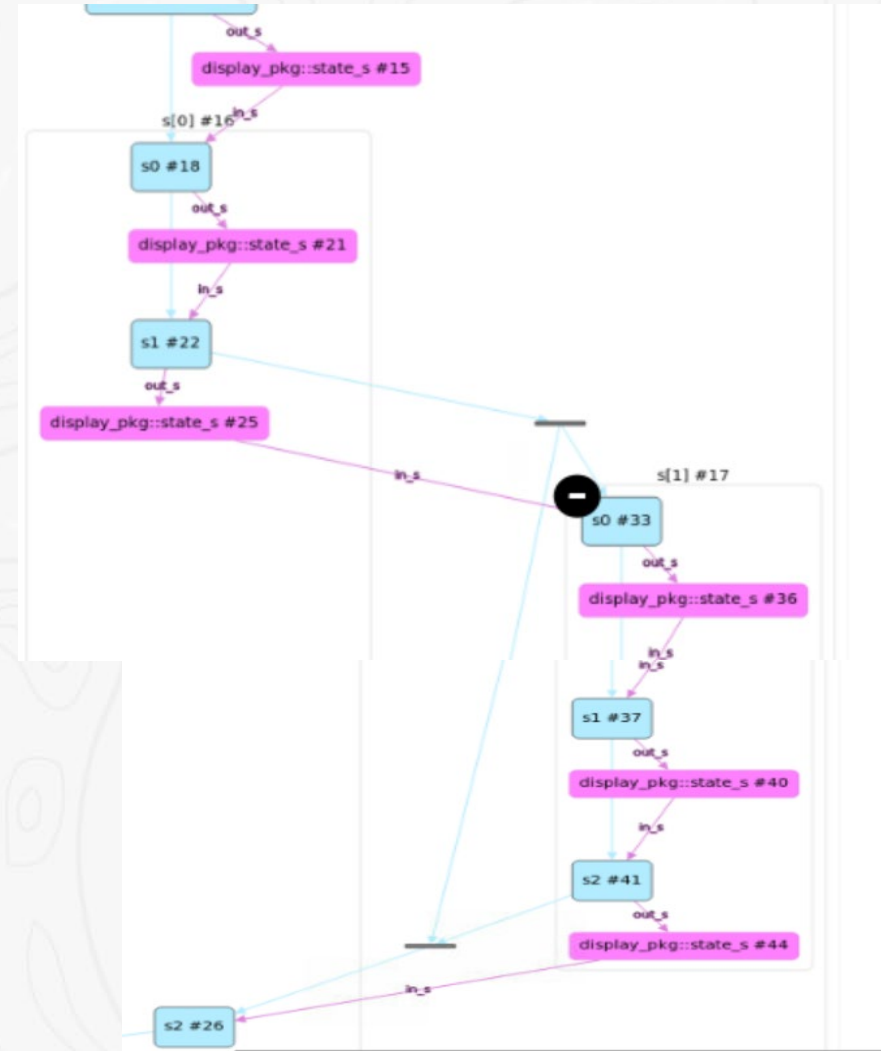 out_s
display_pkg::state_s #15
in_s
s[0] #16
s0 #18
out_s
display_pkg::state_s #21
in_s
s1 #22
out_s
display_pkg::state_s #25
in_s
s[1] #17
s0 #33
out_s
display_pkg::state_s #36
in_s
in_s
s1 #37
out_s
display_pkg::state_s #40
in_s
s2 #41
out_s
display_pkg::state_s #44
in_s
s2 #26